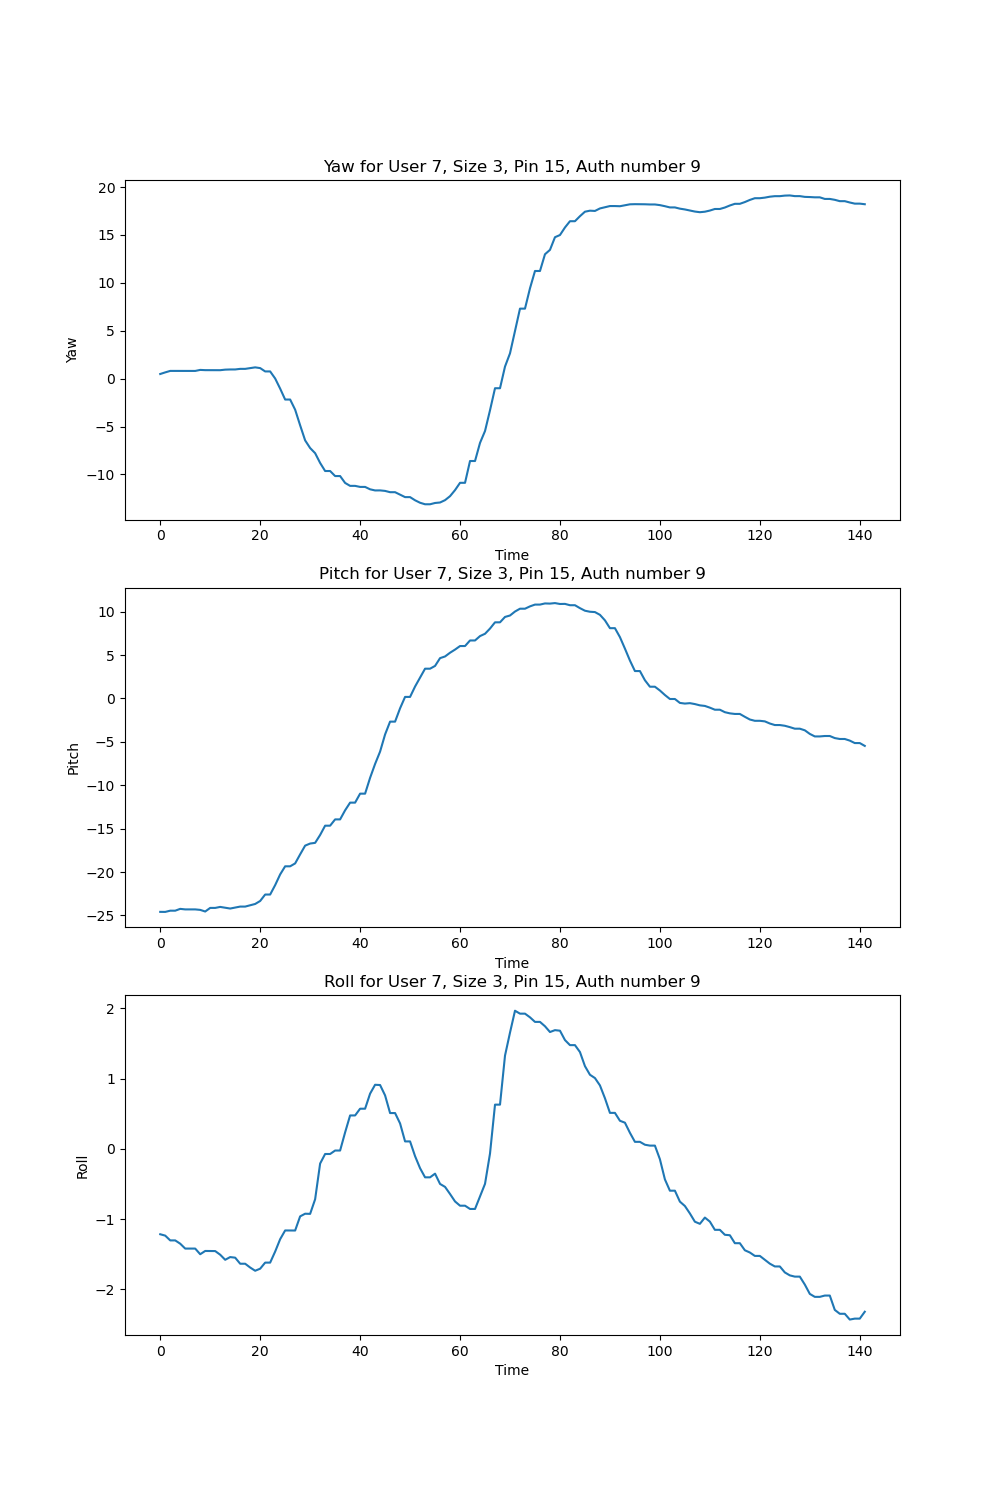 Yaw for User 7, Size 3, Pin 15, Auth number 9
20
15
10
5
0
−5
−10
Yaw
0 20 40 60 80 100 120 140
Time
Pitch for User 7, Size 3, Pin 15, Auth number 9
10
5
0
−5
−10
−15
−20
−25
Pitch
0 20 40 60 80 100 120 140
Time
Roll for User 7, Size 3, Pin 15, Auth number 9
2
1
0
−1
−2
Roll
0 20 40 60 80 100 120 140
Time